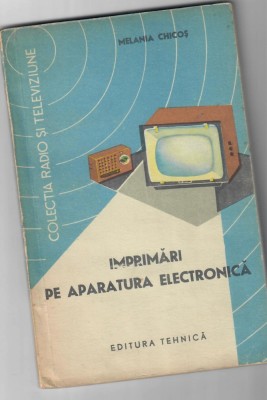 MELANIA CHICOȘ
COLECȚIA RADIO ȘI TELEVIZIUNE
IMPRIMĂRI
PE APARATURA ELECTRONICĂ
EDITURA TEHNICĂ